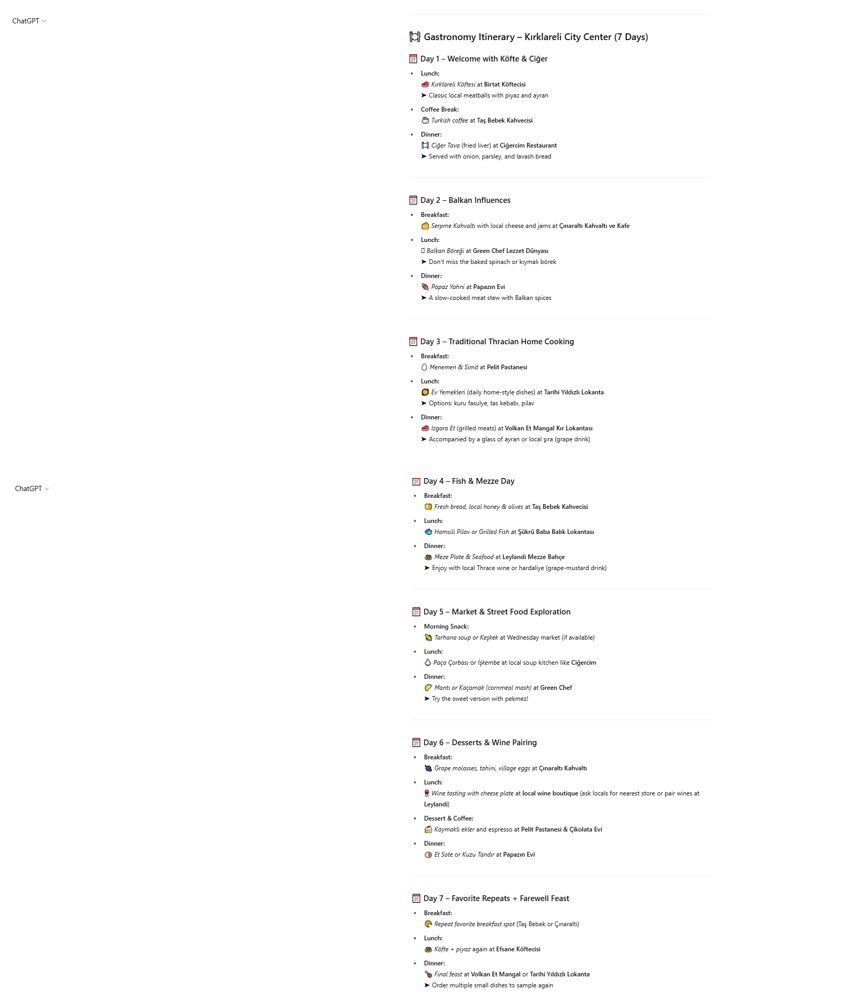 ChatGPT
Gastronomy Itinerary – Kırklareli City Center (7 Days)
Day 1 – Welcome with Köfte & Ciğer
Lunch:
Kırklareli Köftesi at Birtat Köftecisi
➤ Classic local meatballs with piyaz and ayran
Coffee Break:
Turkish coffee at Taş Bebek Kahvecisi
Dinner:
Ciğer Tava (fried liver) at Ciğercim Restaurant
➤ Served with onion, parsley, and lavash bread
Day 2 – Balkan Influences
Breakfast:
Serpme Kahvaltı with local cheese and jams at Çınaraltı Kahvaltı ve Kafe
Lunch:
Balkan Böreği at Green Chef Lezzet Dünyası
➤ Don't miss the baked spinach or kıymalı börek
Dinner:
Papaz Yahni at Papazın Evi
➤ A slow-cooked meat stew with Balkan spices
Day 3 – Traditional Thracian Home Cooking
Breakfast:
Menemen & Simit at Pelit Pastanesi
Lunch:
Ev Yemekleri (daily home-style dishes) at Tarihi Yıldızlı Lokanta
➤ Options: kuru fasulye, tas kebabı, pilav
Dinner:
Izgara Et (grilled meats) at Volkan Et Mangal Kır Lokantası
➤ Accompanied by a glass of ayran or local şıra (grape drink)
ChatGPT
Day 4 – Fish & Mezze Day
Breakfast:
Fresh bread, local honey & olives at Taş Bebek Kahvecisi
Lunch:
Hamsili Pilav or Grilled Fish at Şükrü Baba Balık Lokantası
Dinner:
Meze Plate & Seafood at Leylandi Mezze Bahçe
➤ Enjoy with local Thrace wine or hardaliye (grape-mustard drink)
Day 5 – Market & Street Food Exploration
Morning Snack:
Tarhana soup or Keşkek at Wednesday market (if available)
Lunch:
Paça Çorbası or İşkembe at local soup kitchen like Ciğercim
Dinner:
Mantı or Kaçamak (cornmeal mash) at Green Chef
➤ Try the sweet version with pekmez!
Day 6 – Desserts & Wine Pairing
Breakfast:
Grape molasses, tahini, village eggs at Çınaraltı Kahvaltı
Lunch:
Wine tasting with cheese plate at local wine boutique (ask locals for nearest store or pair wines at
Leylandi)
Dessert & Coffee:
Kaymaklı ekler and espresso at Pelit Pastanesi & Çikolata Evi
Dinner:
Et Sote or Kuzu Tandır at Papazın Evi
Day 7 – Favorite Repeats + Farewell Feast
Breakfast:
Repeat favorite breakfast spot (Taş Bebek or Çınaraltı)
Lunch:
Köfte + piyaz again at Efsane Köftecisi
Dinner:
Final feast at Volkan Et Mangal or Tarihi Yıldızlı Lokanta
➤ Order multiple small dishes to sample again